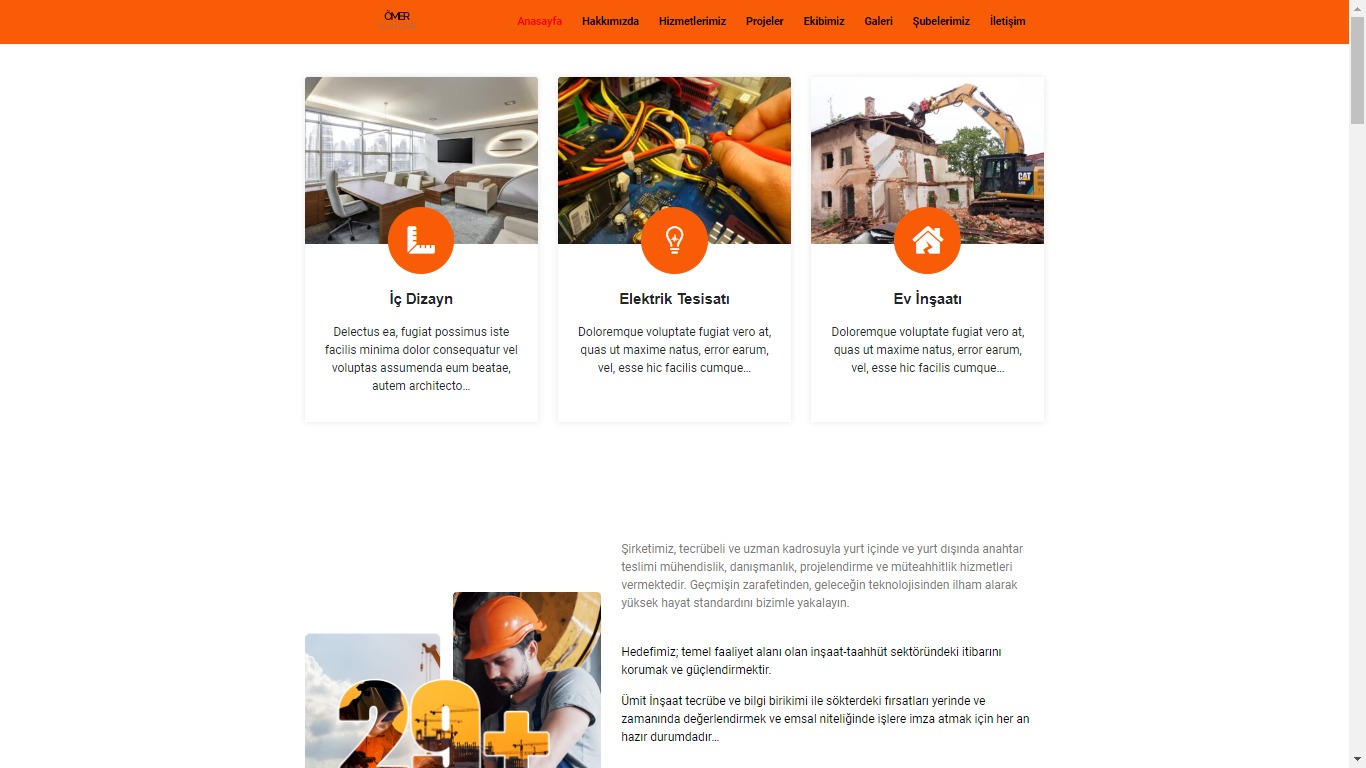 ÖMER
Anasayfa Hakkımızda Hizmetlerimiz Projeler Ekibimiz Galeri Şubelerimiz İletişim
CAT
İç Dizayn
Delectus ea, fugiat possimus iste
facilis minima dolor consequatur vel
voluptas assumenda eum beatae,
autem architecto...
Elektrik Tesisatı
Doloremque voluptate fugiat vero at,
quas ut maxime natus, error earum,
vel, esse hic facilis cumque...
Ev İnşaatı
Doloremque voluptate fugiat vero at,
quas ut maxime natus, error earum,
vel, esse hic facilis cumque...
Şirketimiz, tecrübeli ve uzman kadrosuyla yurt içinde ve yurt dışında anahtar
teslimi mühendislik, danışmanlık, projelendirme ve müteahhitlik hizmetleri
vermektedir. Geçmişin zarafetinden, geleceğin teknolojisinden ilham alarak
yüksek hayat standardını bizimle yakalayın.
Hedefimiz; temel faaliyet alanı olan inşaat-taahhüt sektöründeki itibarını
korumak ve güçlendirmektir.
Ümit İnşaat tecrübe ve bilgi birikimi ile sökterdeki fırsatları yerinde ve
zamanında değerlendirmek ve emsal niteliğinde işlere imza atmak için her an
hazır durumdadır...
29+